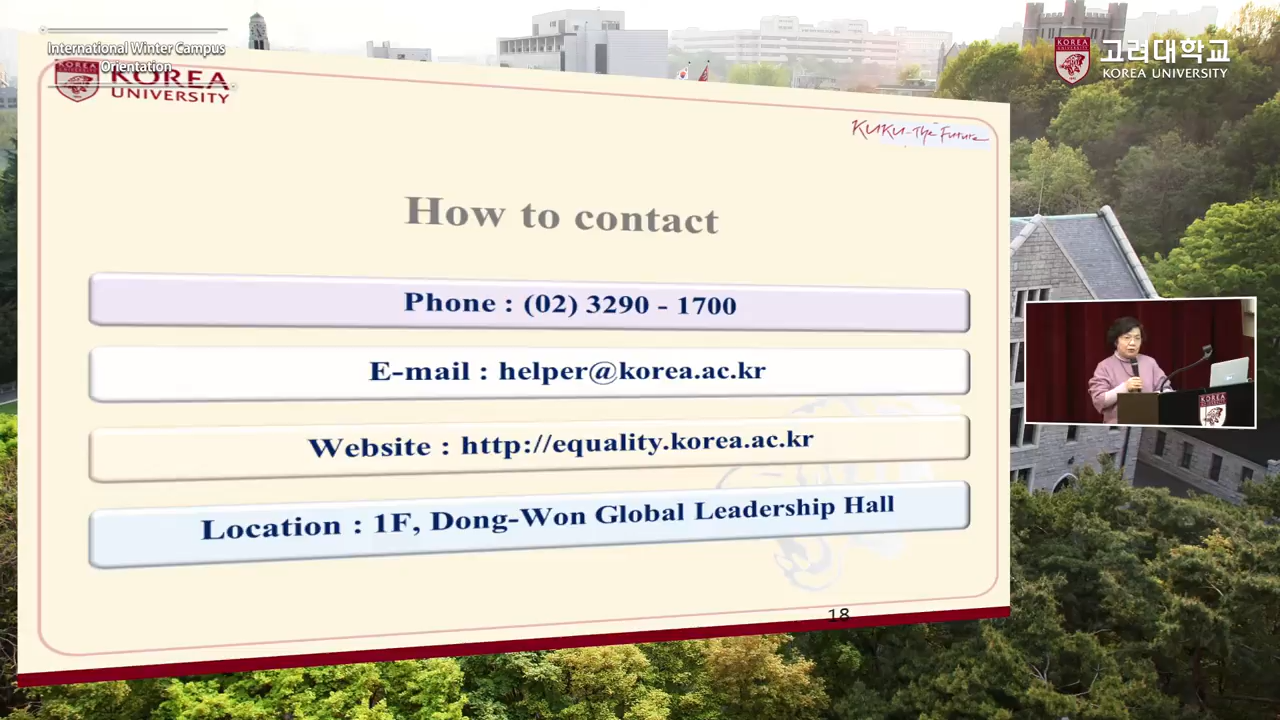 International Winter Campus
Orientation
KOREA
UNIVERSITY
KOREA
고려대학교
KOREA UNIVERSITY
KUKU-The Future
How to contact
Phone : (02) 3290 - 1700
E-mail : helper@korea.ac.kr
Website : http://equality.korea.ac.kr
Location : 1F, Dong-Won Global Leadership Hall
KOREA
18